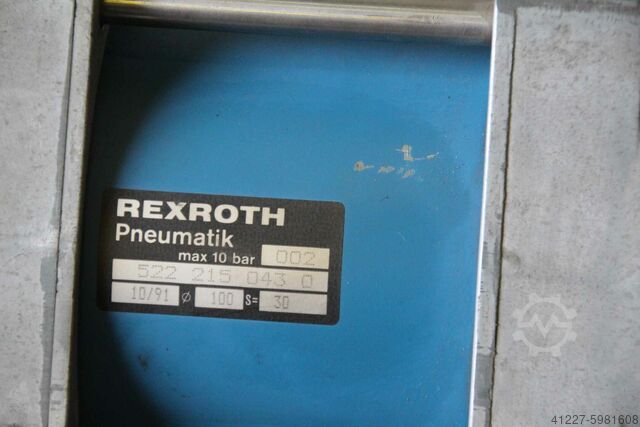 REXROTH
Pneumatik
max 10 bar 002
522 215 043 0
10/91 ø 100 S= 30
41227-5981608